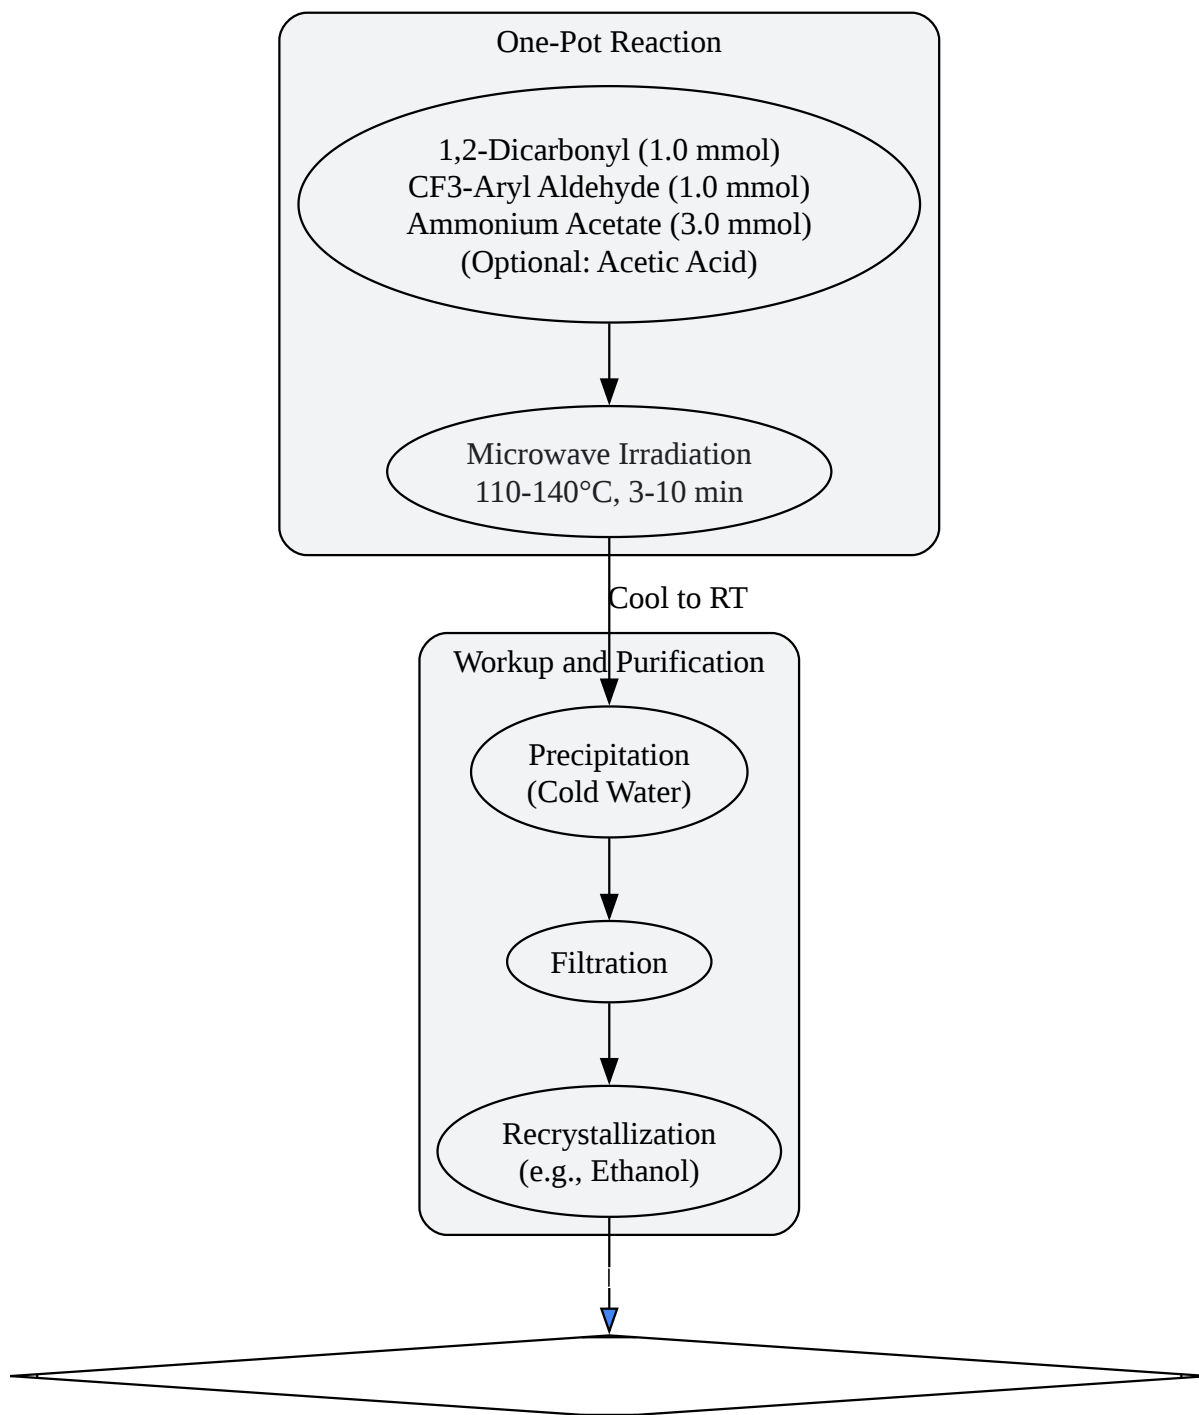 One-Pot Reaction
1,2-Dicarbonyl (1.0 mmol)
CF3-Aryl Aldehyde (1.0 mmol)
Ammonium Acetate (3.0 mmol)
(Optional: Acetic Acid)
Microwave Irradiation
110-140°C, 3-10 min
Cool to RT
Workup and Purification
Precipitation
(Cold Water)
Filtration
Recrystallization
(e.g., Ethanol)